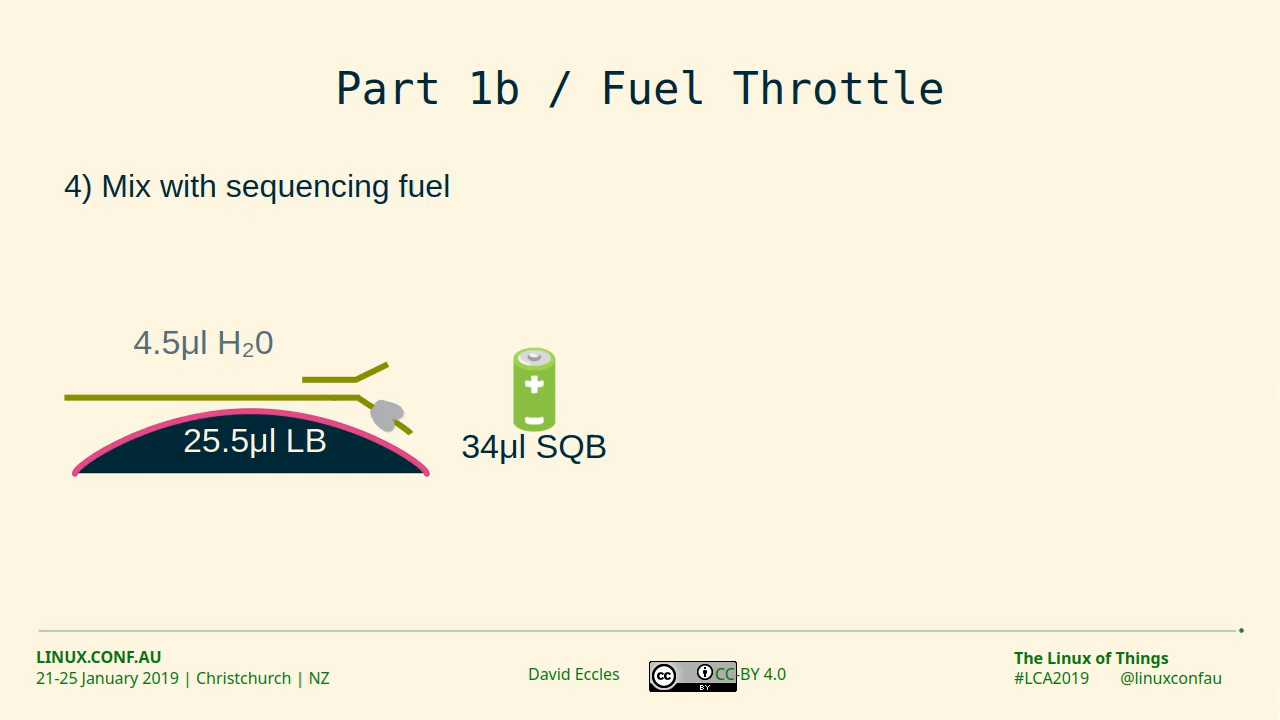 Part 1b / Fuel Throttle
4) Mix with sequencing fuel
4.5µl H₂0
25.5µl LB
34µl SQB
LINUX.CONF.AU
21-25 January 2019 | Christchurch | NZ
David Eccles
cc
BY
CC-BY 4.0
The Linux of Things
#LCA2019 @linuxconfau